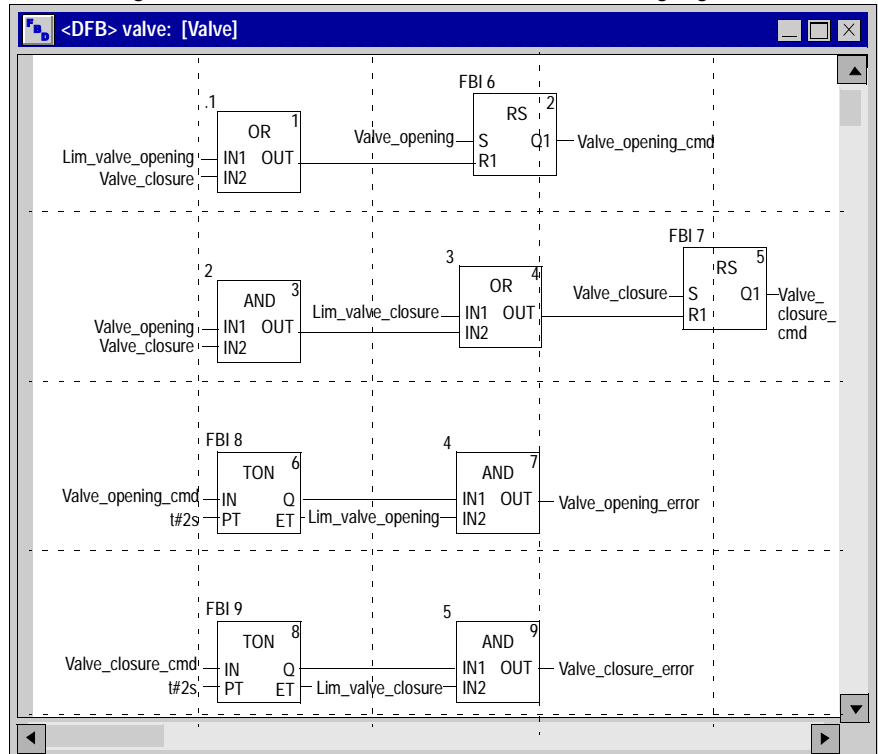 FBD <DFB> valve: [Valve]
FBI 6
.1
OR 1
RS 2
Valve_opening S Q1 Valve_opening_cmd
Lim_valve_opening IN1 OUT R1
Valve_closure IN2
FBI 7
2
3
AND 3
OR 4
RS 5
Lim_valve_closure IN1 OUT
Valve_closure S Q1 Valve_
closure_
cmd
Valve_opening IN1 OUT IN2 R1
Valve_closure IN2
FBI 8
4
TON 6
AND 7
Valve_opening_cmd IN Q IN1 OUT Valve_opening_error
t#2s PT ET Lim_valve_opening IN2
FBI 9
5
TON 8
AND 9
Valve_closure_cmd IN Q IN1 OUT Valve_closure_error
t#2s PT ET Lim_valve_closure IN2